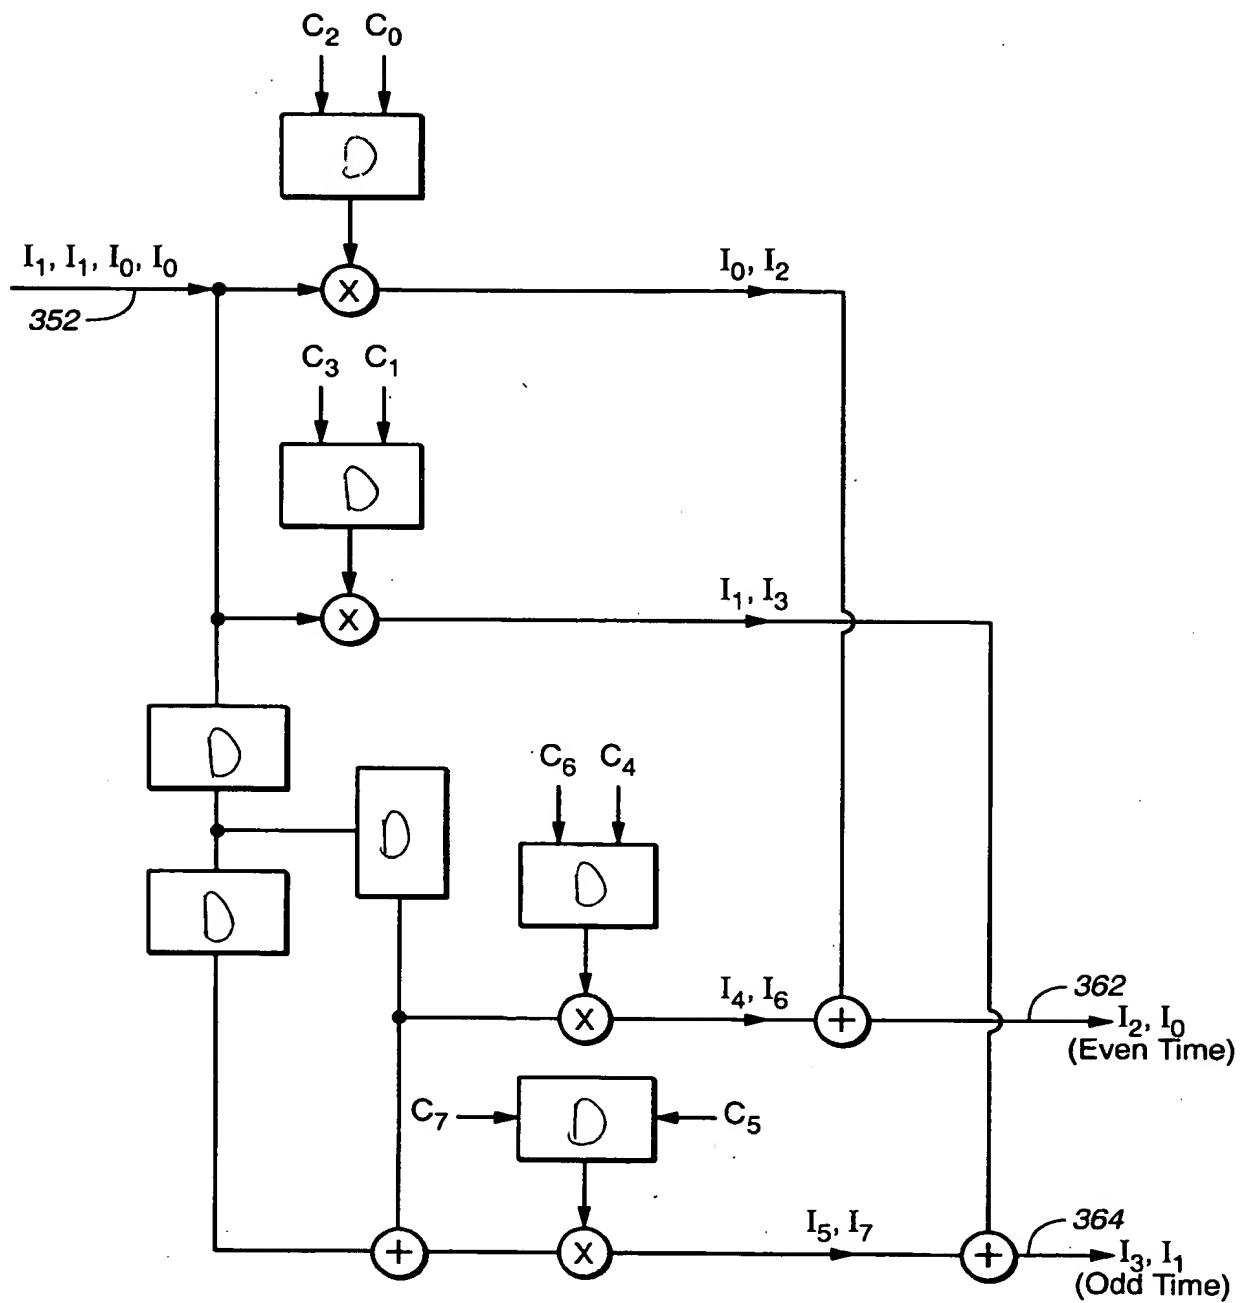 C₂ C₀
D
I₁, I₁, I₀, I₀
352
X
I₀, I₂
C₃ C₁
D
X
I₁, I₃
D
D
C₆ C₄
D
D
X
I₄, I₆
+
362
I₂, I₀
(Even Time)
C₇
D
C₅
+
X
I₅, I₇
+
364
I₃, I₁
(Odd Time)